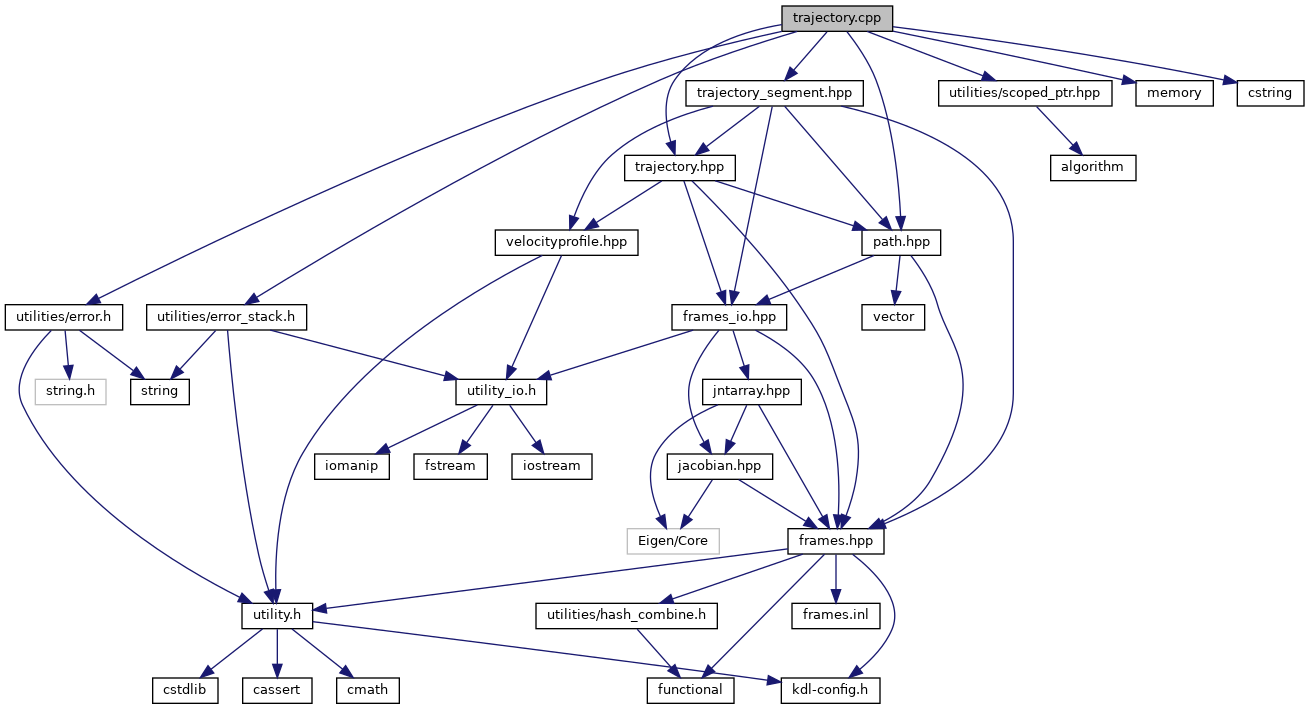 trajectory.cpp
trajectory_segment.hpp
utilities/scoped_ptr.hpp
memory
cstring
trajectory.hpp
algorithm
velocityprofile.hpp
path.hpp
utilities/error.h
utilities/error_stack.h
frames_io.hpp
vector
string.h
string
utility_io.h
jntarray.hpp
iomanip
fstream
iostream
jacobian.hpp
Eigen/Core
frames.hpp
utility.h
utilities/hash_combine.h
frames.inl
cstdlib
cassert
cmath
functional
kdl-config.h